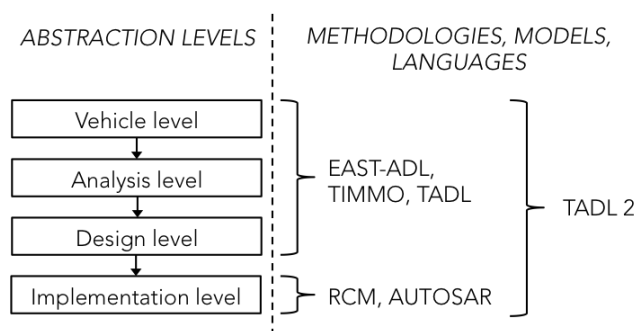 ABSTRACTION LEVELS
METHODOLOGIES, MODELS,
LANGUAGES
Vehicle level
Analysis level
Design level
Implementation level
EAST-ADL,
TIMMO, TADL
RCM, AUTOSAR
TADL 2